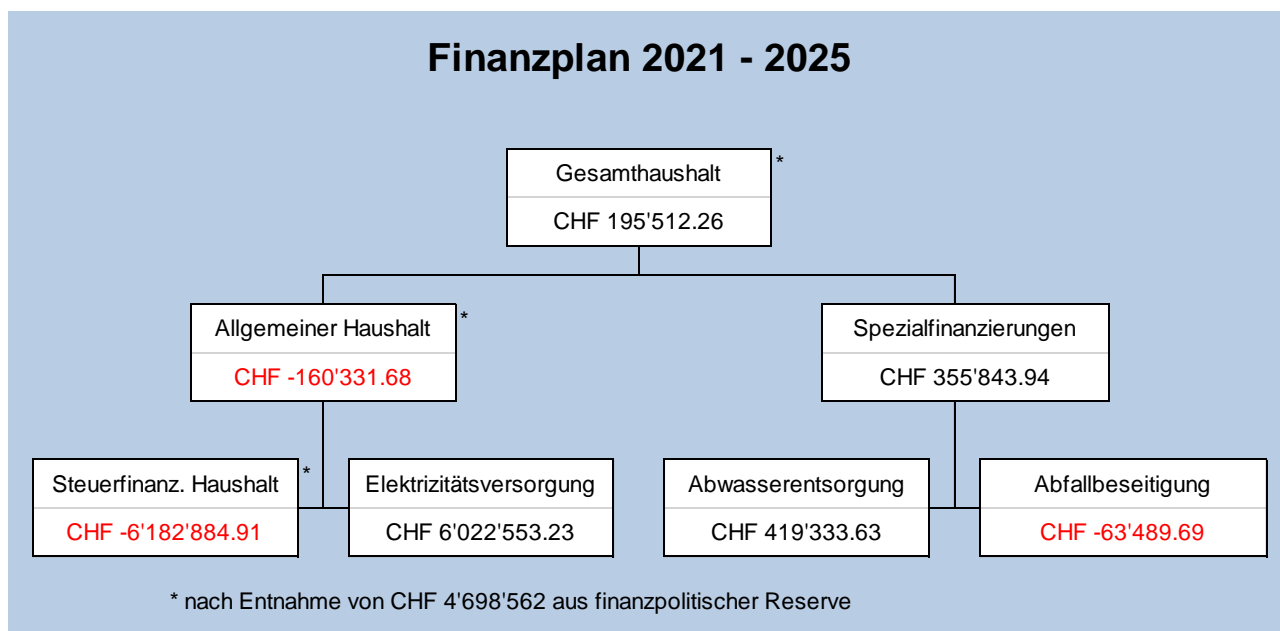 Finanzplan 2021 - 2025
Gesamthaushalt *
CHF 195'512.26
Allgemeiner Haushalt *
CHF -160'331.68
Spezialfinanzierungen
CHF 355'843.94
Steuerfinanz. Haushalt *
CHF -6'182'884.91
Elektrizitätsversorgung
CHF 6'022'553.23
Abwasserentsorgung
CHF 419'333.63
Abfallbeseitigung
CHF -63'489.69
* nach Entnahme von CHF 4'698'562 aus finanzpolitischer Reserve